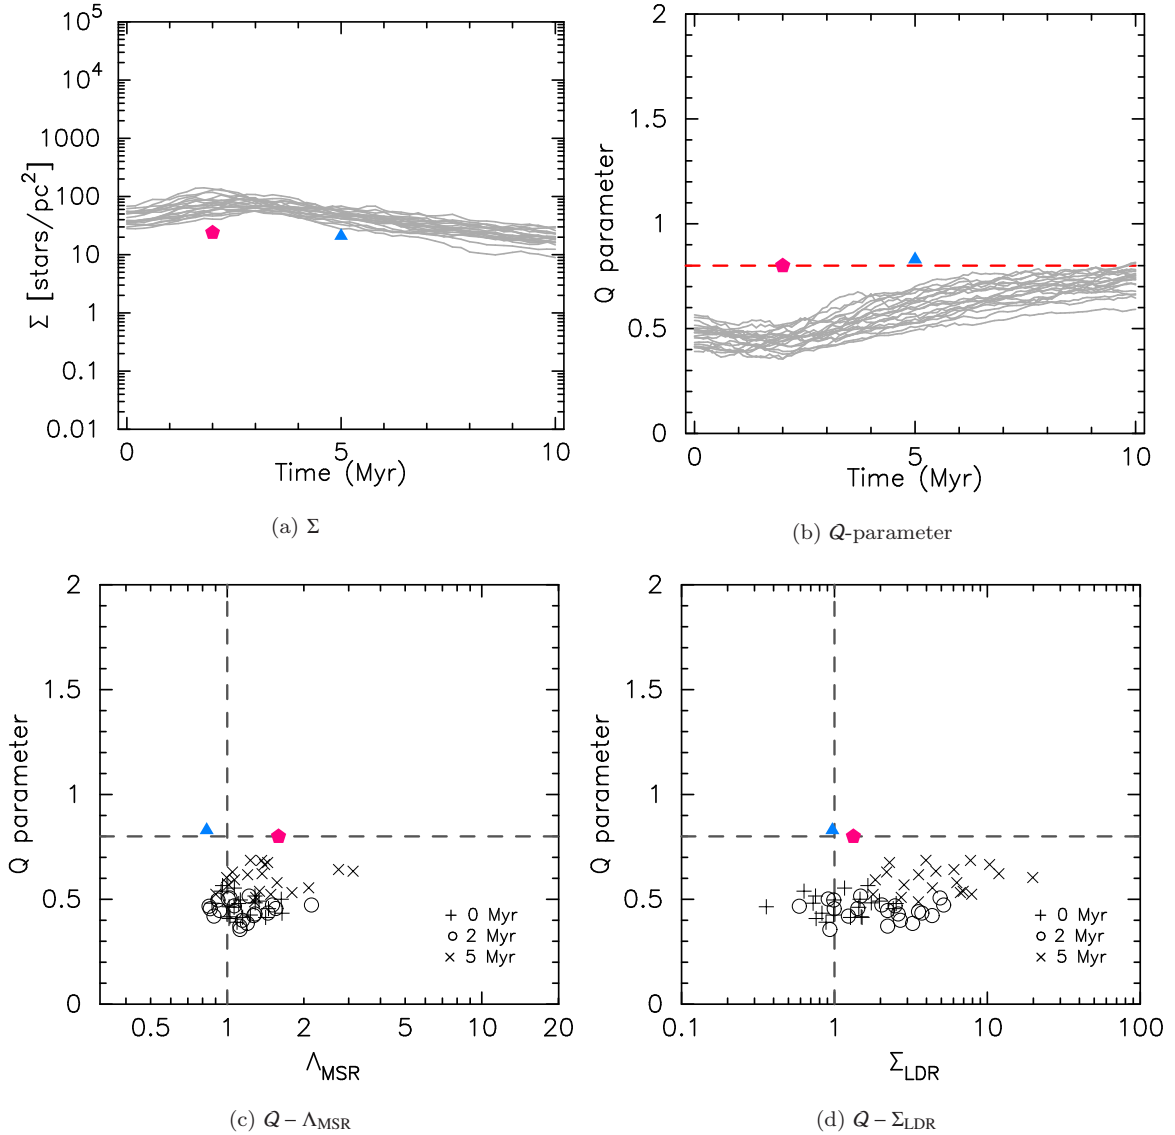 10^5
10^4
1000
100
10
1
0.1
0.01
Σ [stars/pc^2]
0 5 10
Time (Myr)
(a) Σ
2
1.5
1
0.5
0
Q parameter
0 5 10
Time (Myr)
(b) Q-parameter
2
1.5
1
0.5
0
Q parameter
+ 0 Myr
○ 2 Myr
× 5 Myr
0.5 1 2 5 10 20
Λ_MSR
(c) Q – Λ_MSR
2
1.5
1
0.5
0
Q parameter
+ 0 Myr
○ 2 Myr
× 5 Myr
0.1 1 10 100
Σ_LDR
(d) Q – Σ_LDR